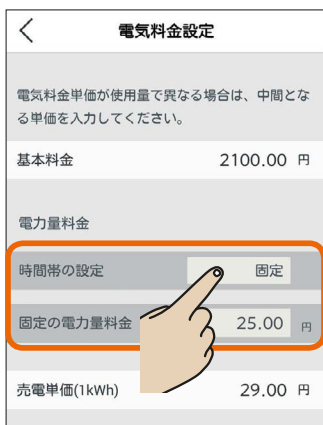 電気料金設定
電気料金単価が使用量で異なる場合は、中間とな
る単価を入力してください。
基本料金 2100.00 円
電力量料金
時間帯の設定 固定
固定の電力量料金 25.00 円
売電単価(1kWh) 29.00 円